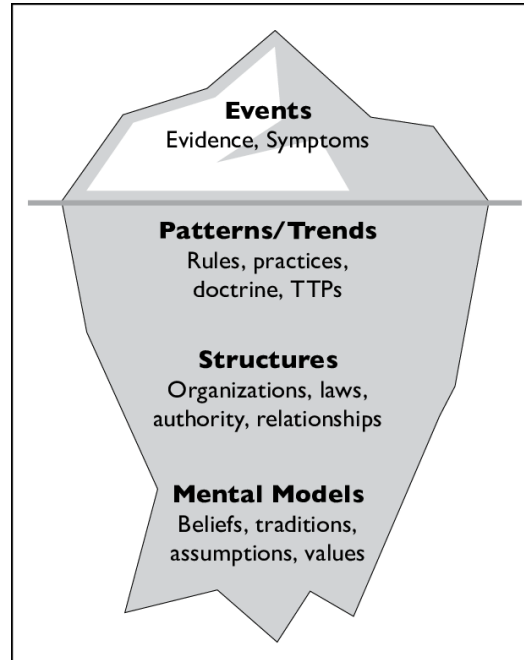 Events
Evidence, Symptoms
Patterns/Trends
Rules, practices,
doctrine, TTPs
Structures
Organizations, laws,
authority, relationships
Mental Models
Beliefs, traditions,
assumptions, values